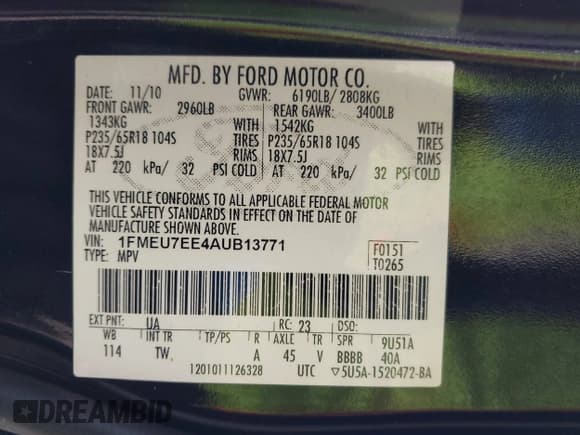 MFD. BY FORD MOTOR CO.
DATE: 11/10 GVWR: 6190LB/ 2808KG
FRONT GAWR: 2960LB REAR GAWR: 3400LB
1343KG WITH 1542KG WITH
P235/65R18 104S TIRES P235/65R18 104S TIRES
18X7.5J RIMS 18X7.5J RIMS
AT 220 kPa/ 32 PSI COLD AT 220 kPa/ 32 PSI COLD
THIS VEHICLE CONFORMS TO ALL APPLICABLE FEDERAL MOTOR
VEHICLE SAFETY STANDARDS IN EFFECT ON THE DATE OF
MANUFACTURE SHOWN ABOVE.
VIN: 1FMEU7EE4AUB13771 F0151
TYPE: MPV T0265
EXT PNT: UA RC: 23 DSO:
WB INT TR TP/PS R AXLE TR SPR 9U51A
114 TW A 45 V BBBB 40A
1201011126328 UTC ▽5U5A-1520472-BA
DREAMBID